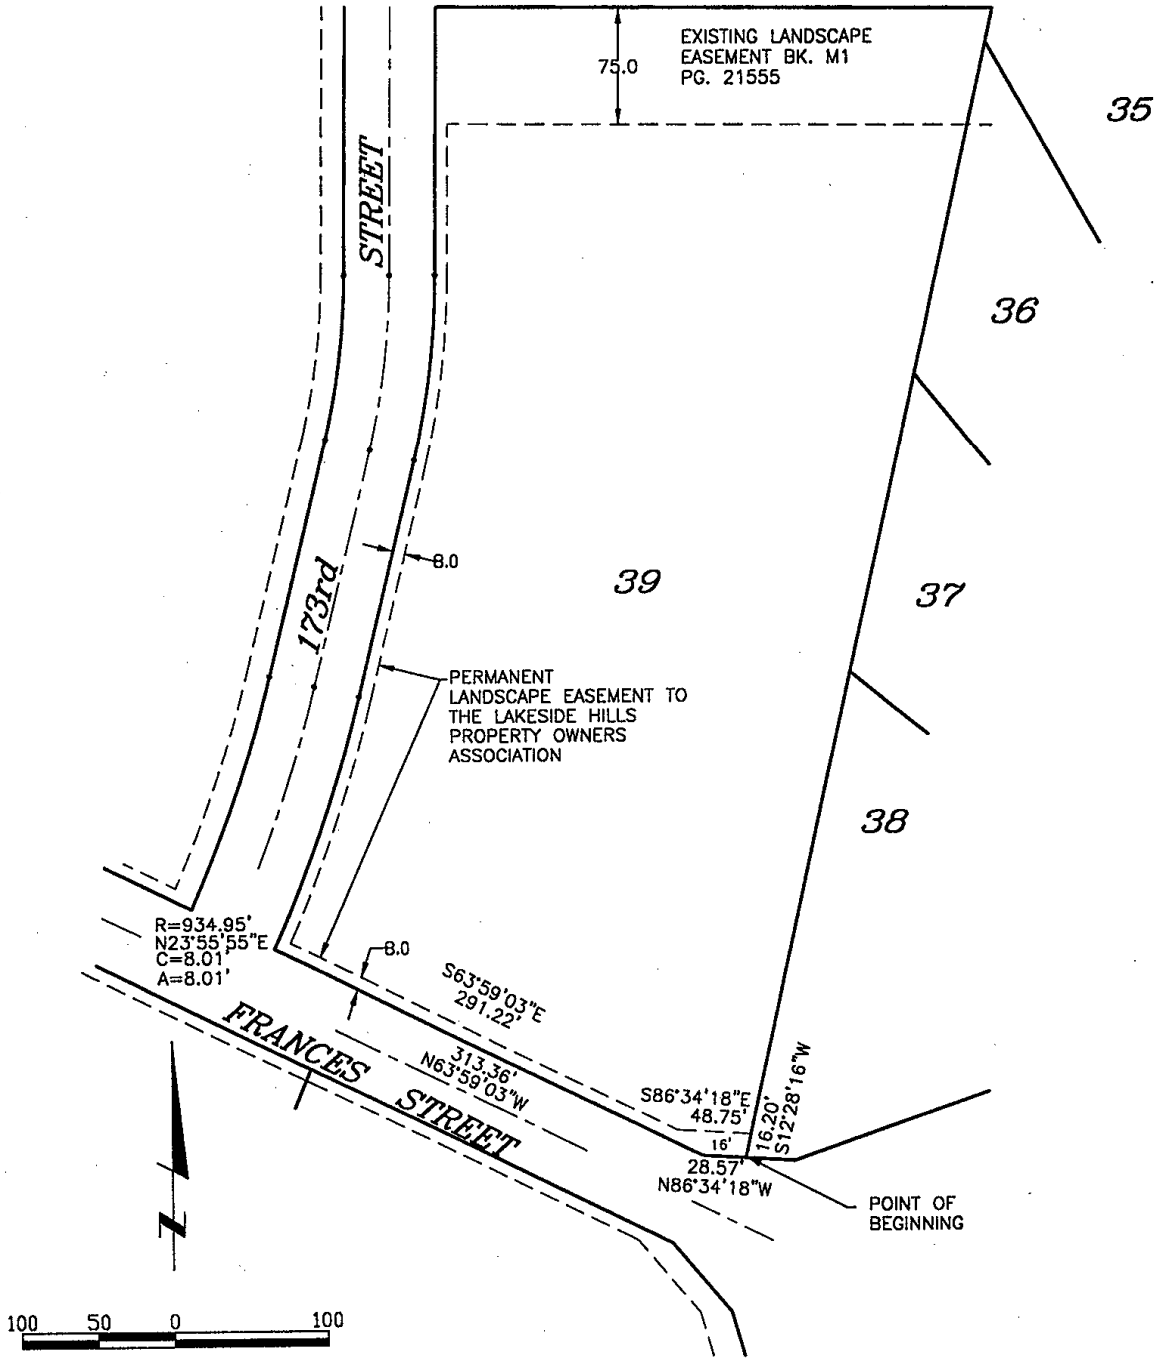 EXISTING LANDSCAPE
EASEMENT BK. M1
PG. 21555
75.0
35
STREET
36
173rd
8.0
39
37
PERMANENT
LANDSCAPE EASEMENT TO
THE LAKESIDE HILLS
PROPERTY OWNERS
ASSOCIATION
38
R=934.95'
N23°55'55"E
C=8.01'
A=8.01'
8.0
S63°59'03"E
291.22'
FRANCES STREET
313.36'
N63°59'03"W
S86°34'18"E
48.75'
16.20'
S12°28'16"W
16'
28.57'
N86°34'18"W
POINT OF
BEGINNING
N
100 50 0 100